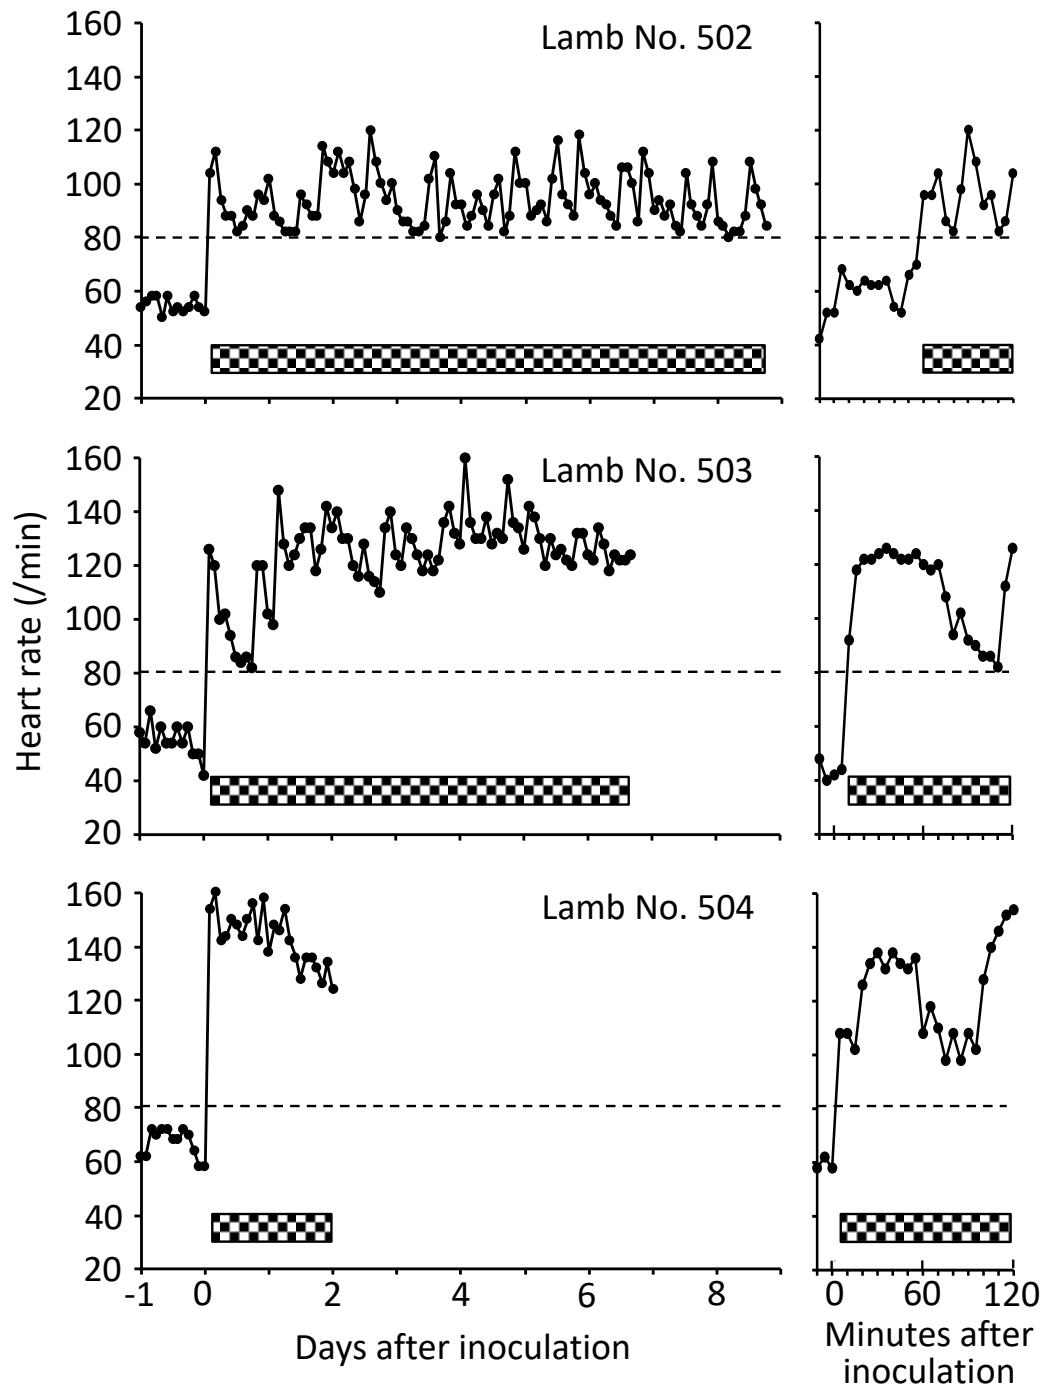 160
140
120
100
80
60
40
20
Lamb No. 502
160
140
120
100
80
60
40
20
Lamb No. 503
Heart rate (/min)
160
140
120
100
80
60
40
20
Lamb No. 504
-1 0 2 4 6 8
0 60 120
Days after inoculation
Minutes after
inoculation